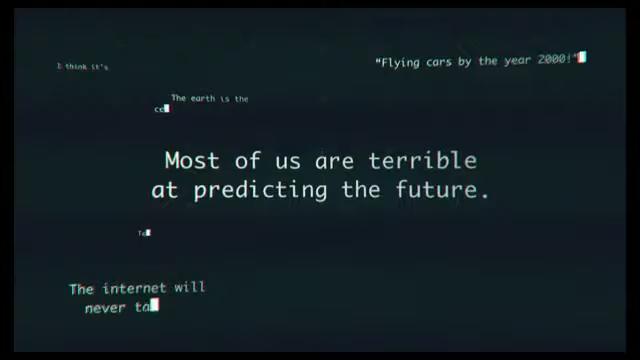 I think it's
"Flying cars by the year 2000!"
The earth is the
ce
Most of us are terrible
at predicting the future.
Te
The internet will
never ta